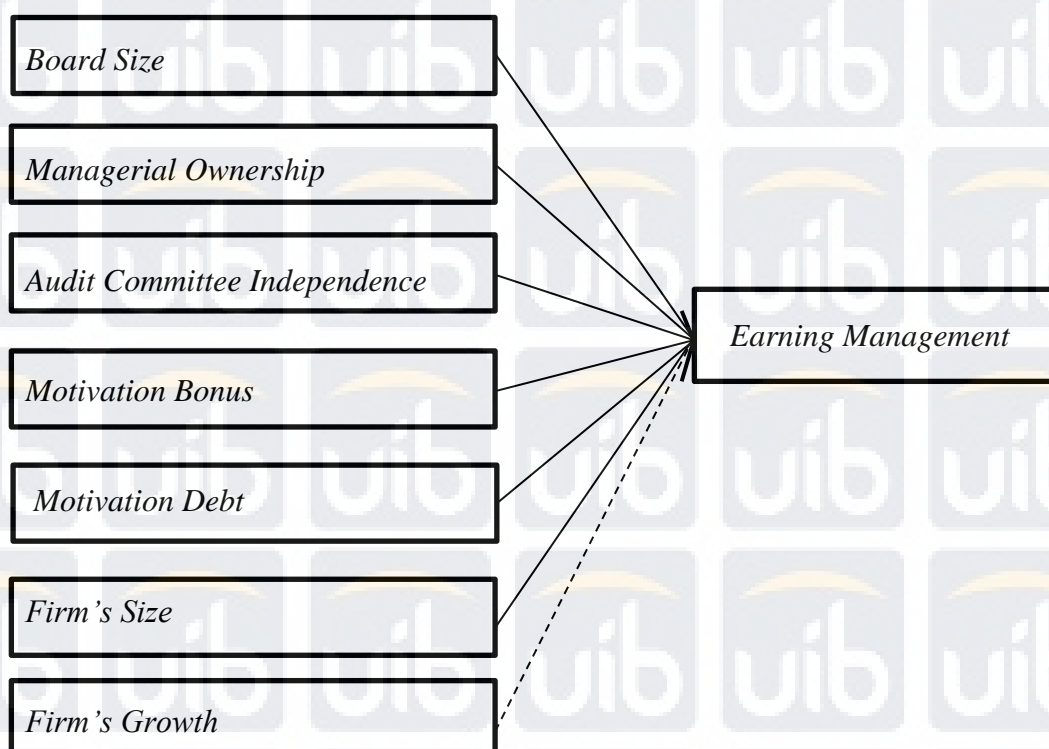 Board Size
Managerial Ownership
Audit Committee Independence
Earning Management
Motivation Bonus
Motivation Debt
Firm’s Size
Firm’s Growth